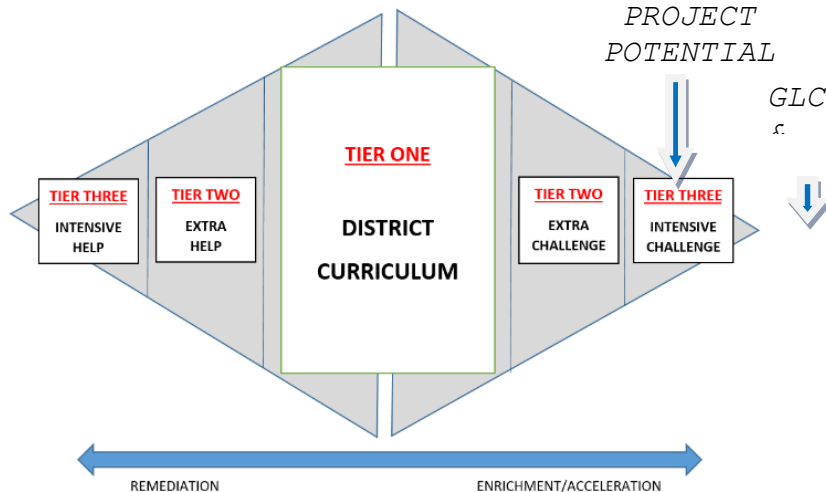 PROJECT
POTENTIAL
GLC
TIER ONE
DISTRICT
CURRICULUM
TIER THREE
INTENSIVE
HELP
TIER TWO
EXTRA
HELP
TIER TWO
EXTRA
CHALLENGE
TIER THREE
INTENSIVE
CHALLENGE
REMEDIATION
ENRICHMENT/ACCELERATION